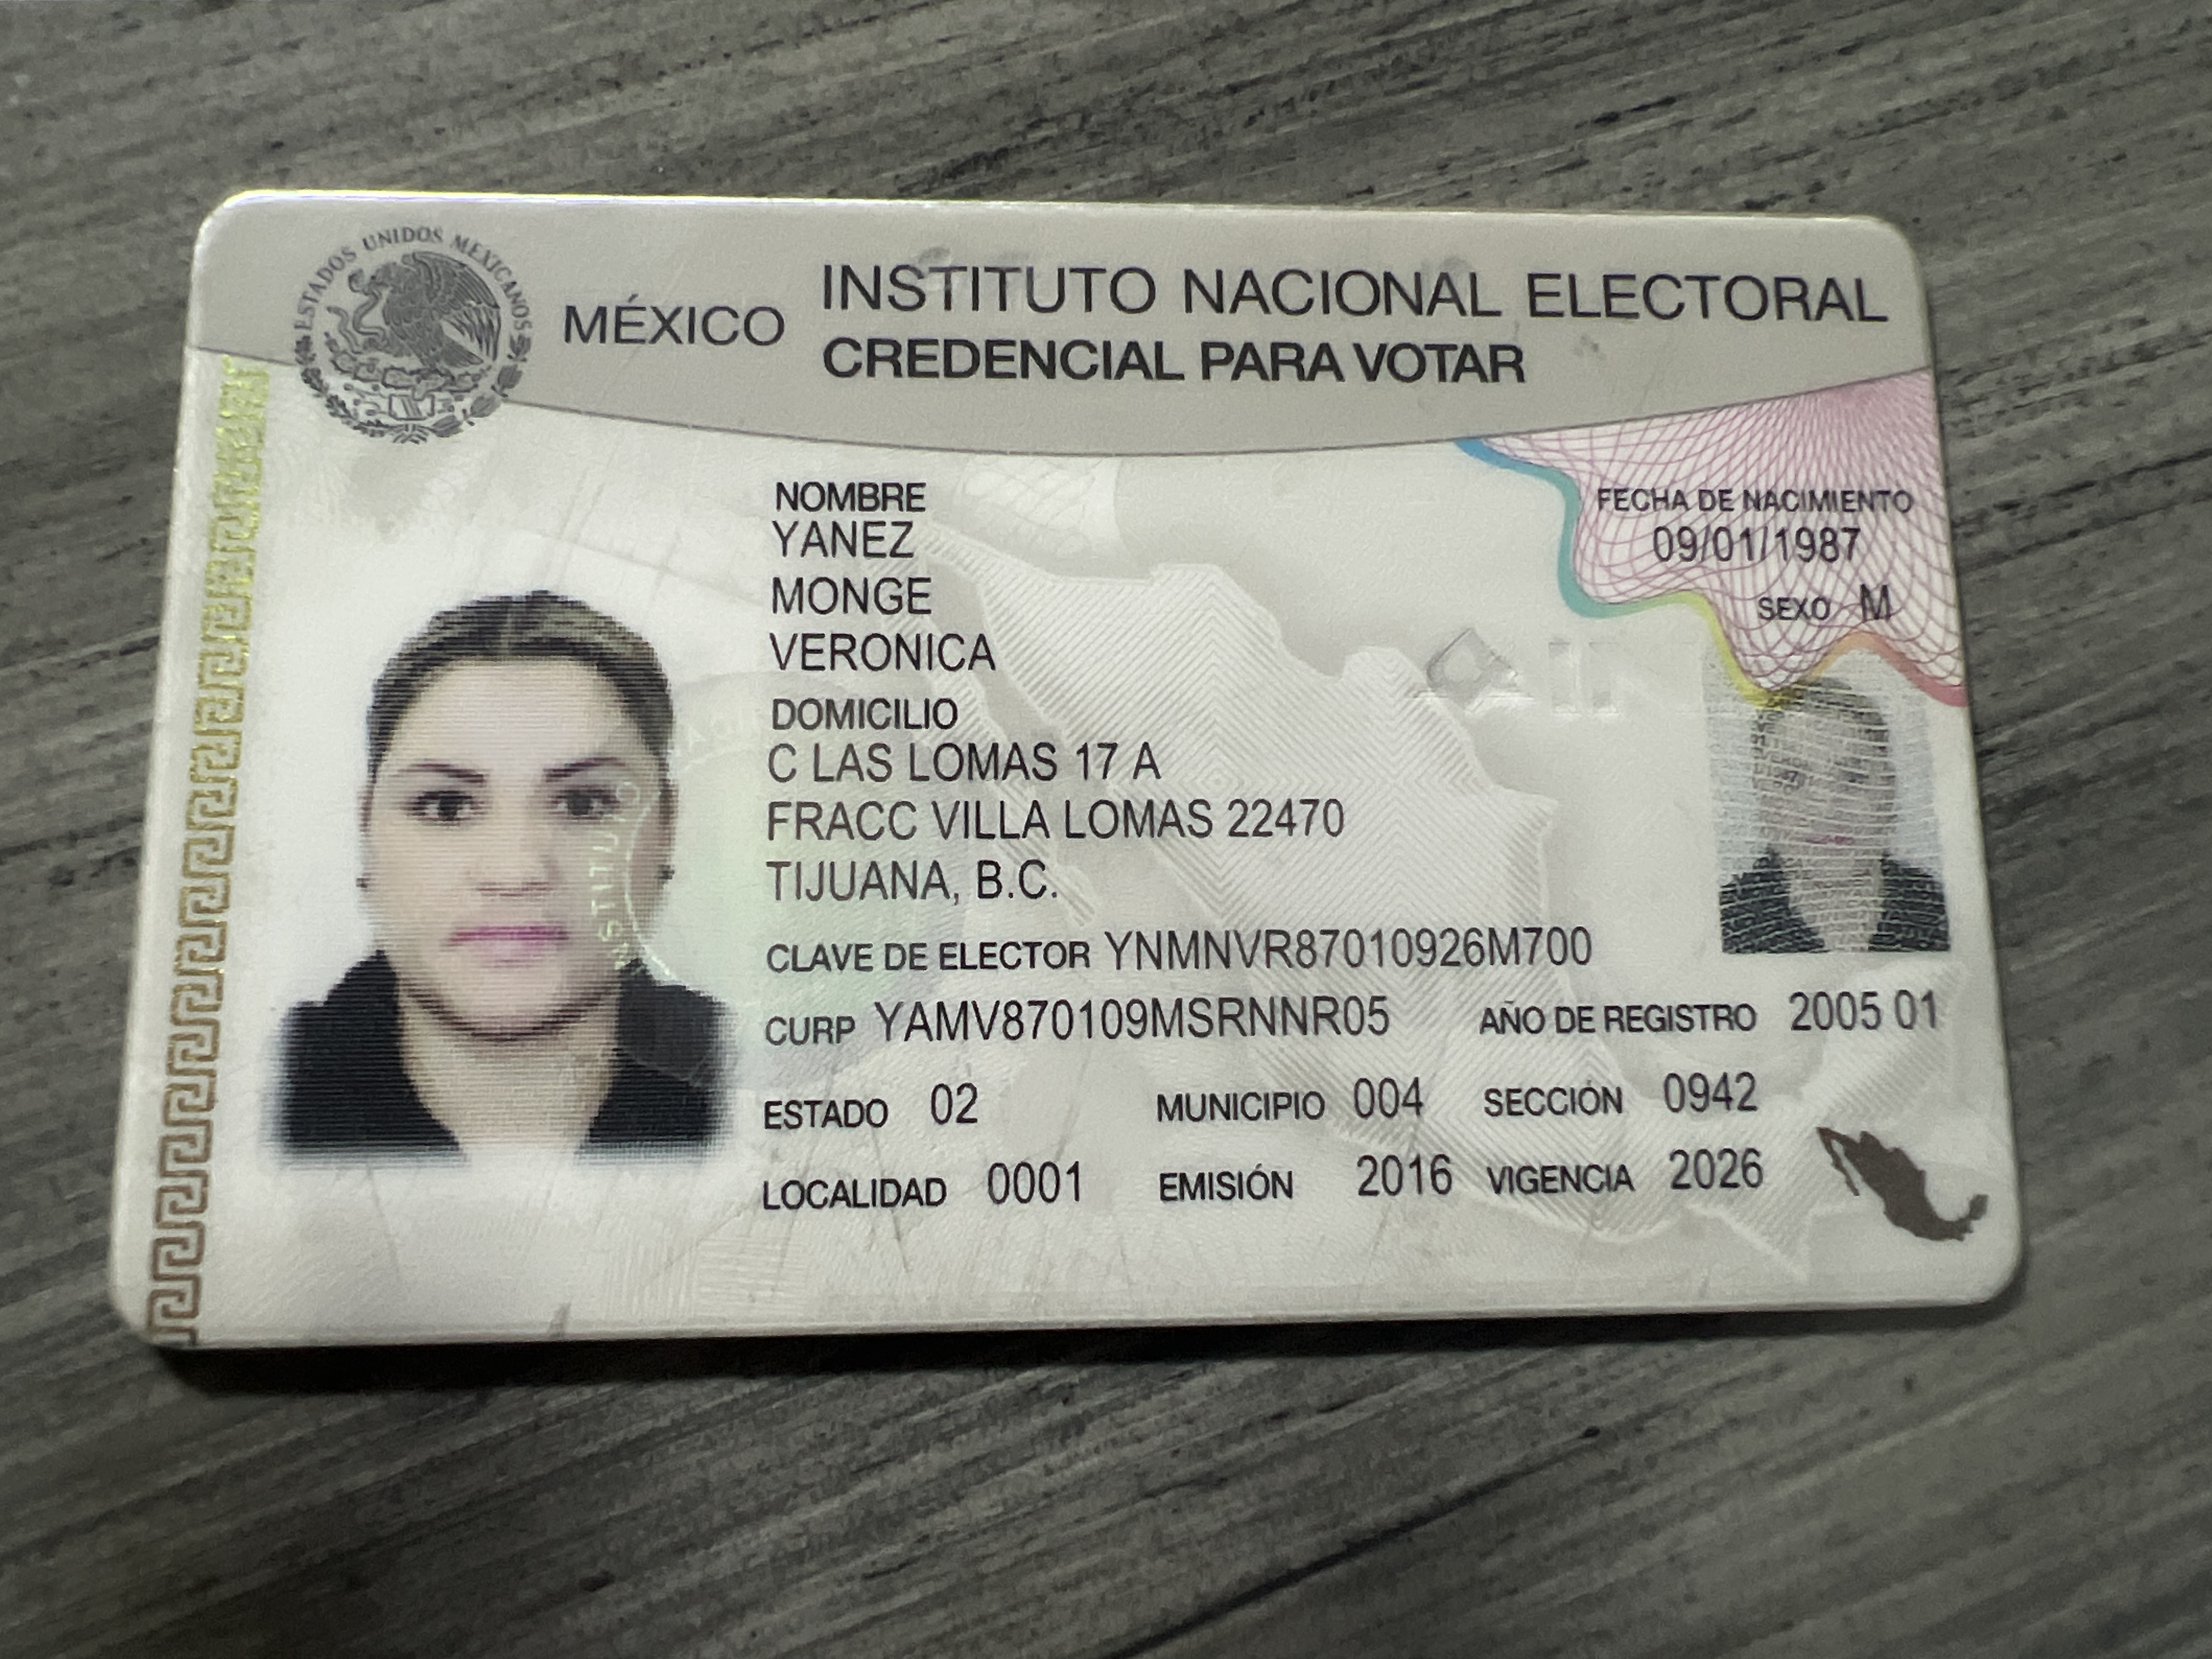 ESTADOS UNIDOS MEXICANOS
MÉXICO INSTITUTO NACIONAL ELECTORAL
CREDENCIAL PARA VOTAR
NOMBRE
YANEZ
MONGE
VERONICA
FECHA DE NACIMIENTO
09/01/1987
SEXO M
DOMICILIO
C LAS LOMAS 17 A
FRACC VILLA LOMAS 22470
TIJUANA, B.C.
CLAVE DE ELECTOR YNMNVR87010926M700
CURP YAMV870109MSRNNR05 AÑO DE REGISTRO 2005 01
ESTADO 02 MUNICIPIO 004 SECCIÓN 0942
LOCALIDAD 0001 EMISIÓN 2016 VIGENCIA 2026
INSTITUTO